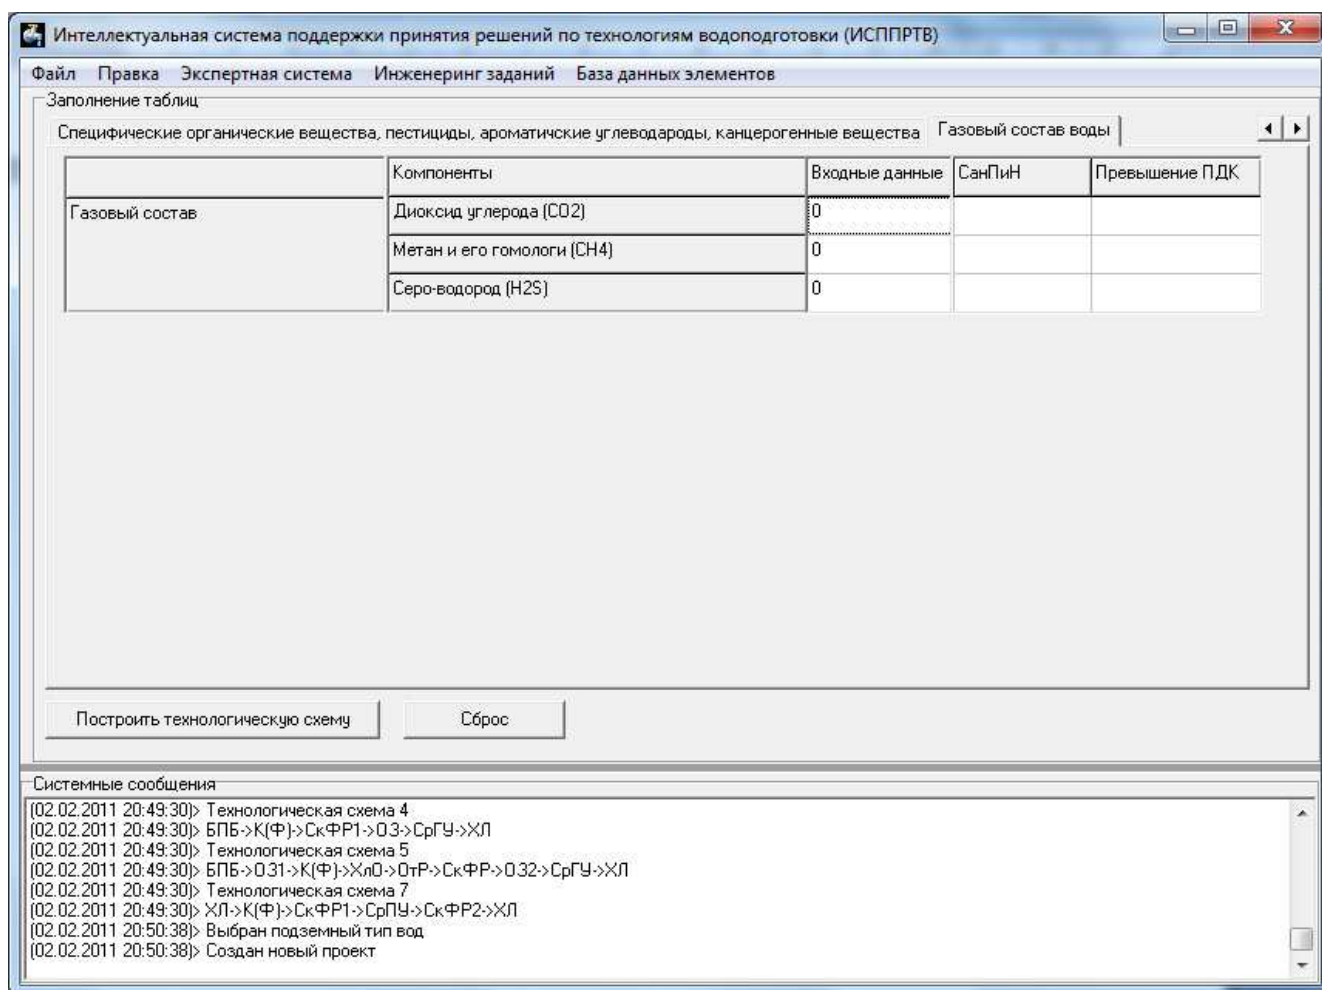 Интеллектуальная система поддержки принятия решений по технологиям водоподготовки (ИСППРТВ)
Файл Правка Экспертная система Инженеринг заданий База данных элементов
Заполнение таблиц
Специфические органические вещества, пестициды, ароматичские углеводароды, канцерогенные вещества Газовый состав воды
Компоненты Входные данные СанПиН Превышение ПДК
Газовый состав Диоксид углерода (CO2) 0
Метан и его гомологи (CH4) 0
Серо-водород (H2S) 0
Построить технологическую схему Сброс
Системные сообщения
(02.02.2011 20:49:30)> Технологическая схема 4
(02.02.2011 20:49:30)> БПБ->К(Ф)->СкФР1->ОЗ->СрГУ->ХЛ
(02.02.2011 20:49:30)> Технологическая схема 5
(02.02.2011 20:49:30)> БПБ->ОЗ1->К(Ф)->ХлО->ОтР->СкФР->ОЗ2->СрГУ->ХЛ
(02.02.2011 20:49:30)> Технологическая схема 7
(02.02.2011 20:49:30)> ХЛ->К(Ф)->СкФР1->СрПУ->СкФР2->ХЛ
(02.02.2011 20:50:38)> Выбран подземный тип вод
(02.02.2011 20:50:38)> Создан новый проект